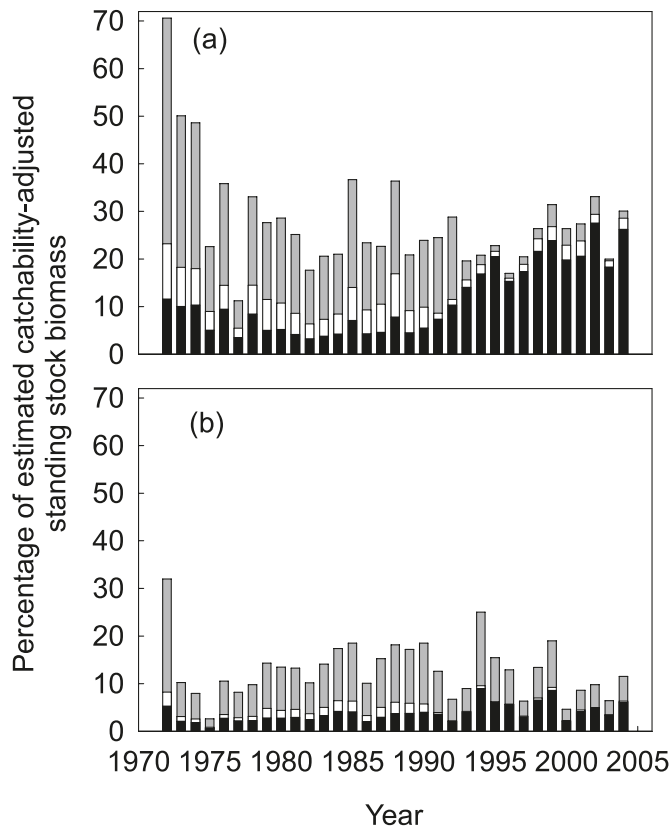 Percentage of estimated catchability-adjusted
standing stock biomass
(a)
70
60
50
40
30
20
10
0
(b)
70
60
50
40
30
20
10
0
1970 1975 1980 1985 1990 1995 2000 2005
Year